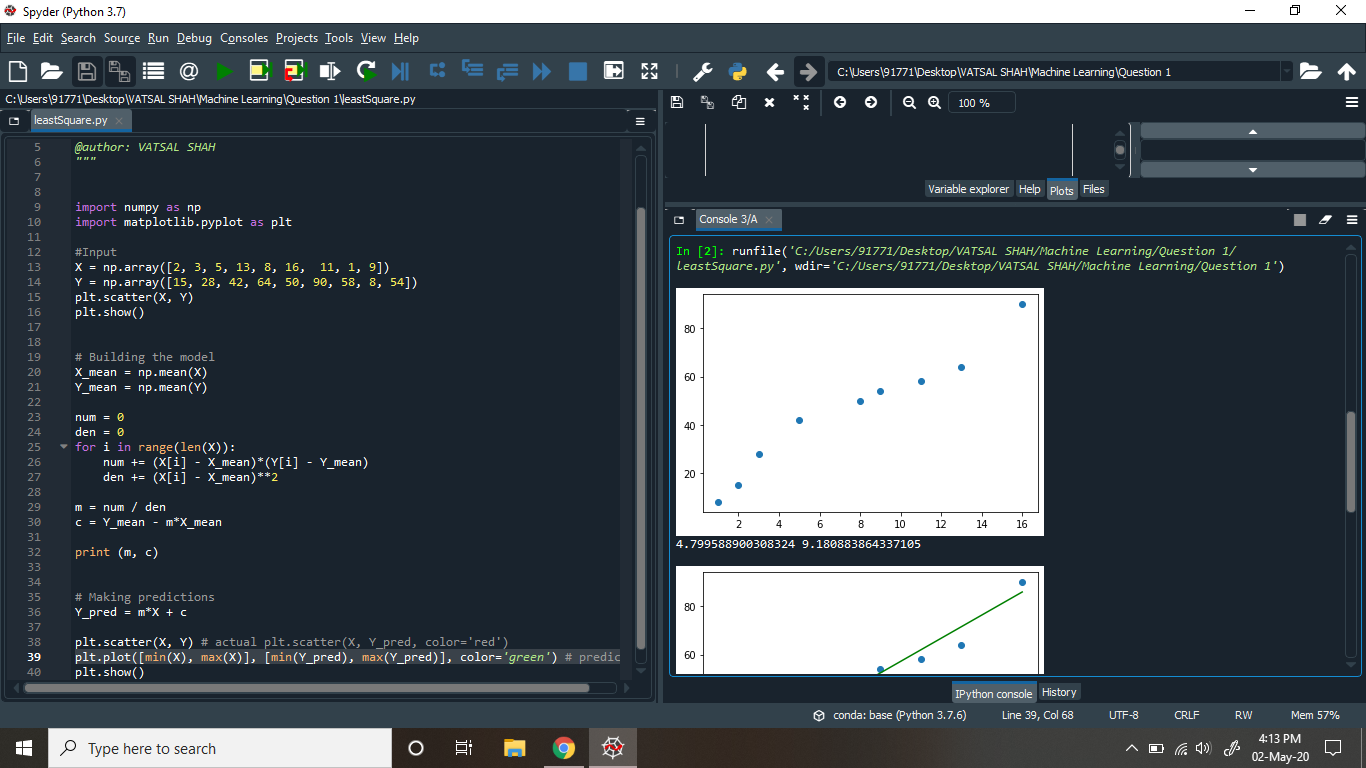 Spyder (Python 3.7)
File Edit Search Source Run Debug Consoles Projects Tools View Help
C:\Users\91771\Desktop\VATSAL SHAH\Machine Learning\Question 1
C:\Users\91771\Desktop\VATSAL SHAH\Machine Learning\Question 1\leastSquare.py
leastSquare.py
5 @author: VATSAL SHAH
6 """
7
8
9 import numpy as np
10 import matplotlib.pyplot as plt
11
12 #Input
13 X = np.array([2, 3, 5, 13, 8, 16,  11, 1, 9])
14 Y = np.array([15, 28, 42, 64, 50, 90, 58, 8, 54])
15 plt.scatter(X, Y)
16 plt.show()
17
18
19 # Building the model
20 X_mean = np.mean(X)
21 Y_mean = np.mean(Y)
22
23 num = 0
24 den = 0
25 for i in range(len(X)):
26     num += (X[i] - X_mean)*(Y[i] - Y_mean)
27     den += (X[i] - X_mean)**2
28
29 m = num / den
30 c = Y_mean - m*X_mean
31
32 print (m, c)
33
34
35 # Making predictions
36 Y_pred = m*X + c
37
38 plt.scatter(X, Y) # actual plt.scatter(X, Y_pred, color='red')
39 plt.plot([min(X), max(X)], [min(Y_pred), max(Y_pred)], color='green') # predic
40 plt.show()
100 %
Variable explorer Help Plots Files
Console 3/A
In [2]: runfile('C:/Users/91771/Desktop/VATSAL SHAH/Machine Learning/Question 1/
leastSquare.py', wdir='C:/Users/91771/Desktop/VATSAL SHAH/Machine Learning/Question 1')
80
60
40
20
2 4 6 8 10 12 14 16
4.799588900308324 9.180883864337105
80
60
IPython console History
conda: base (Python 3.7.6) Line 39, Col 68 UTF-8 CRLF RW Mem 57%
Type here to search
4:13 PM
02-May-20